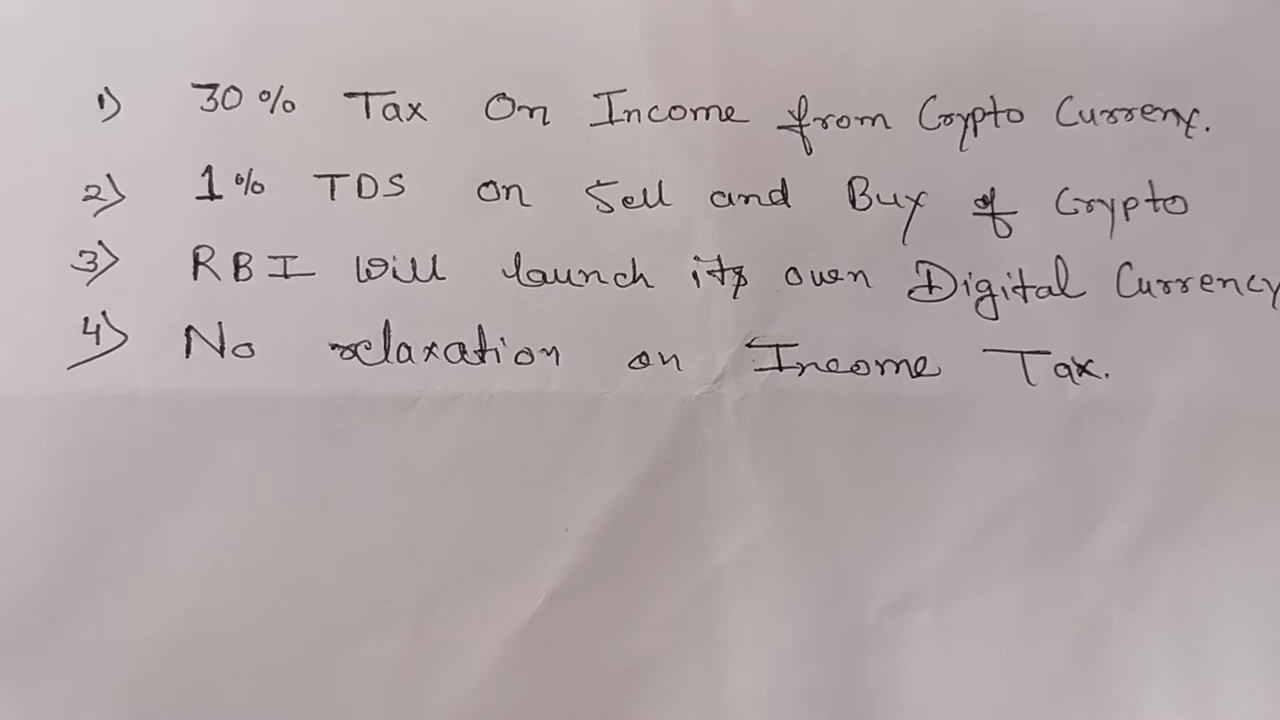 1) 30% Tax On Income from Crypto Currency.
2) 1% TDS on Sell and Buy of Crypto
3) RBI will launch its own Digital Currency
4) No relaxation on Income Tax.